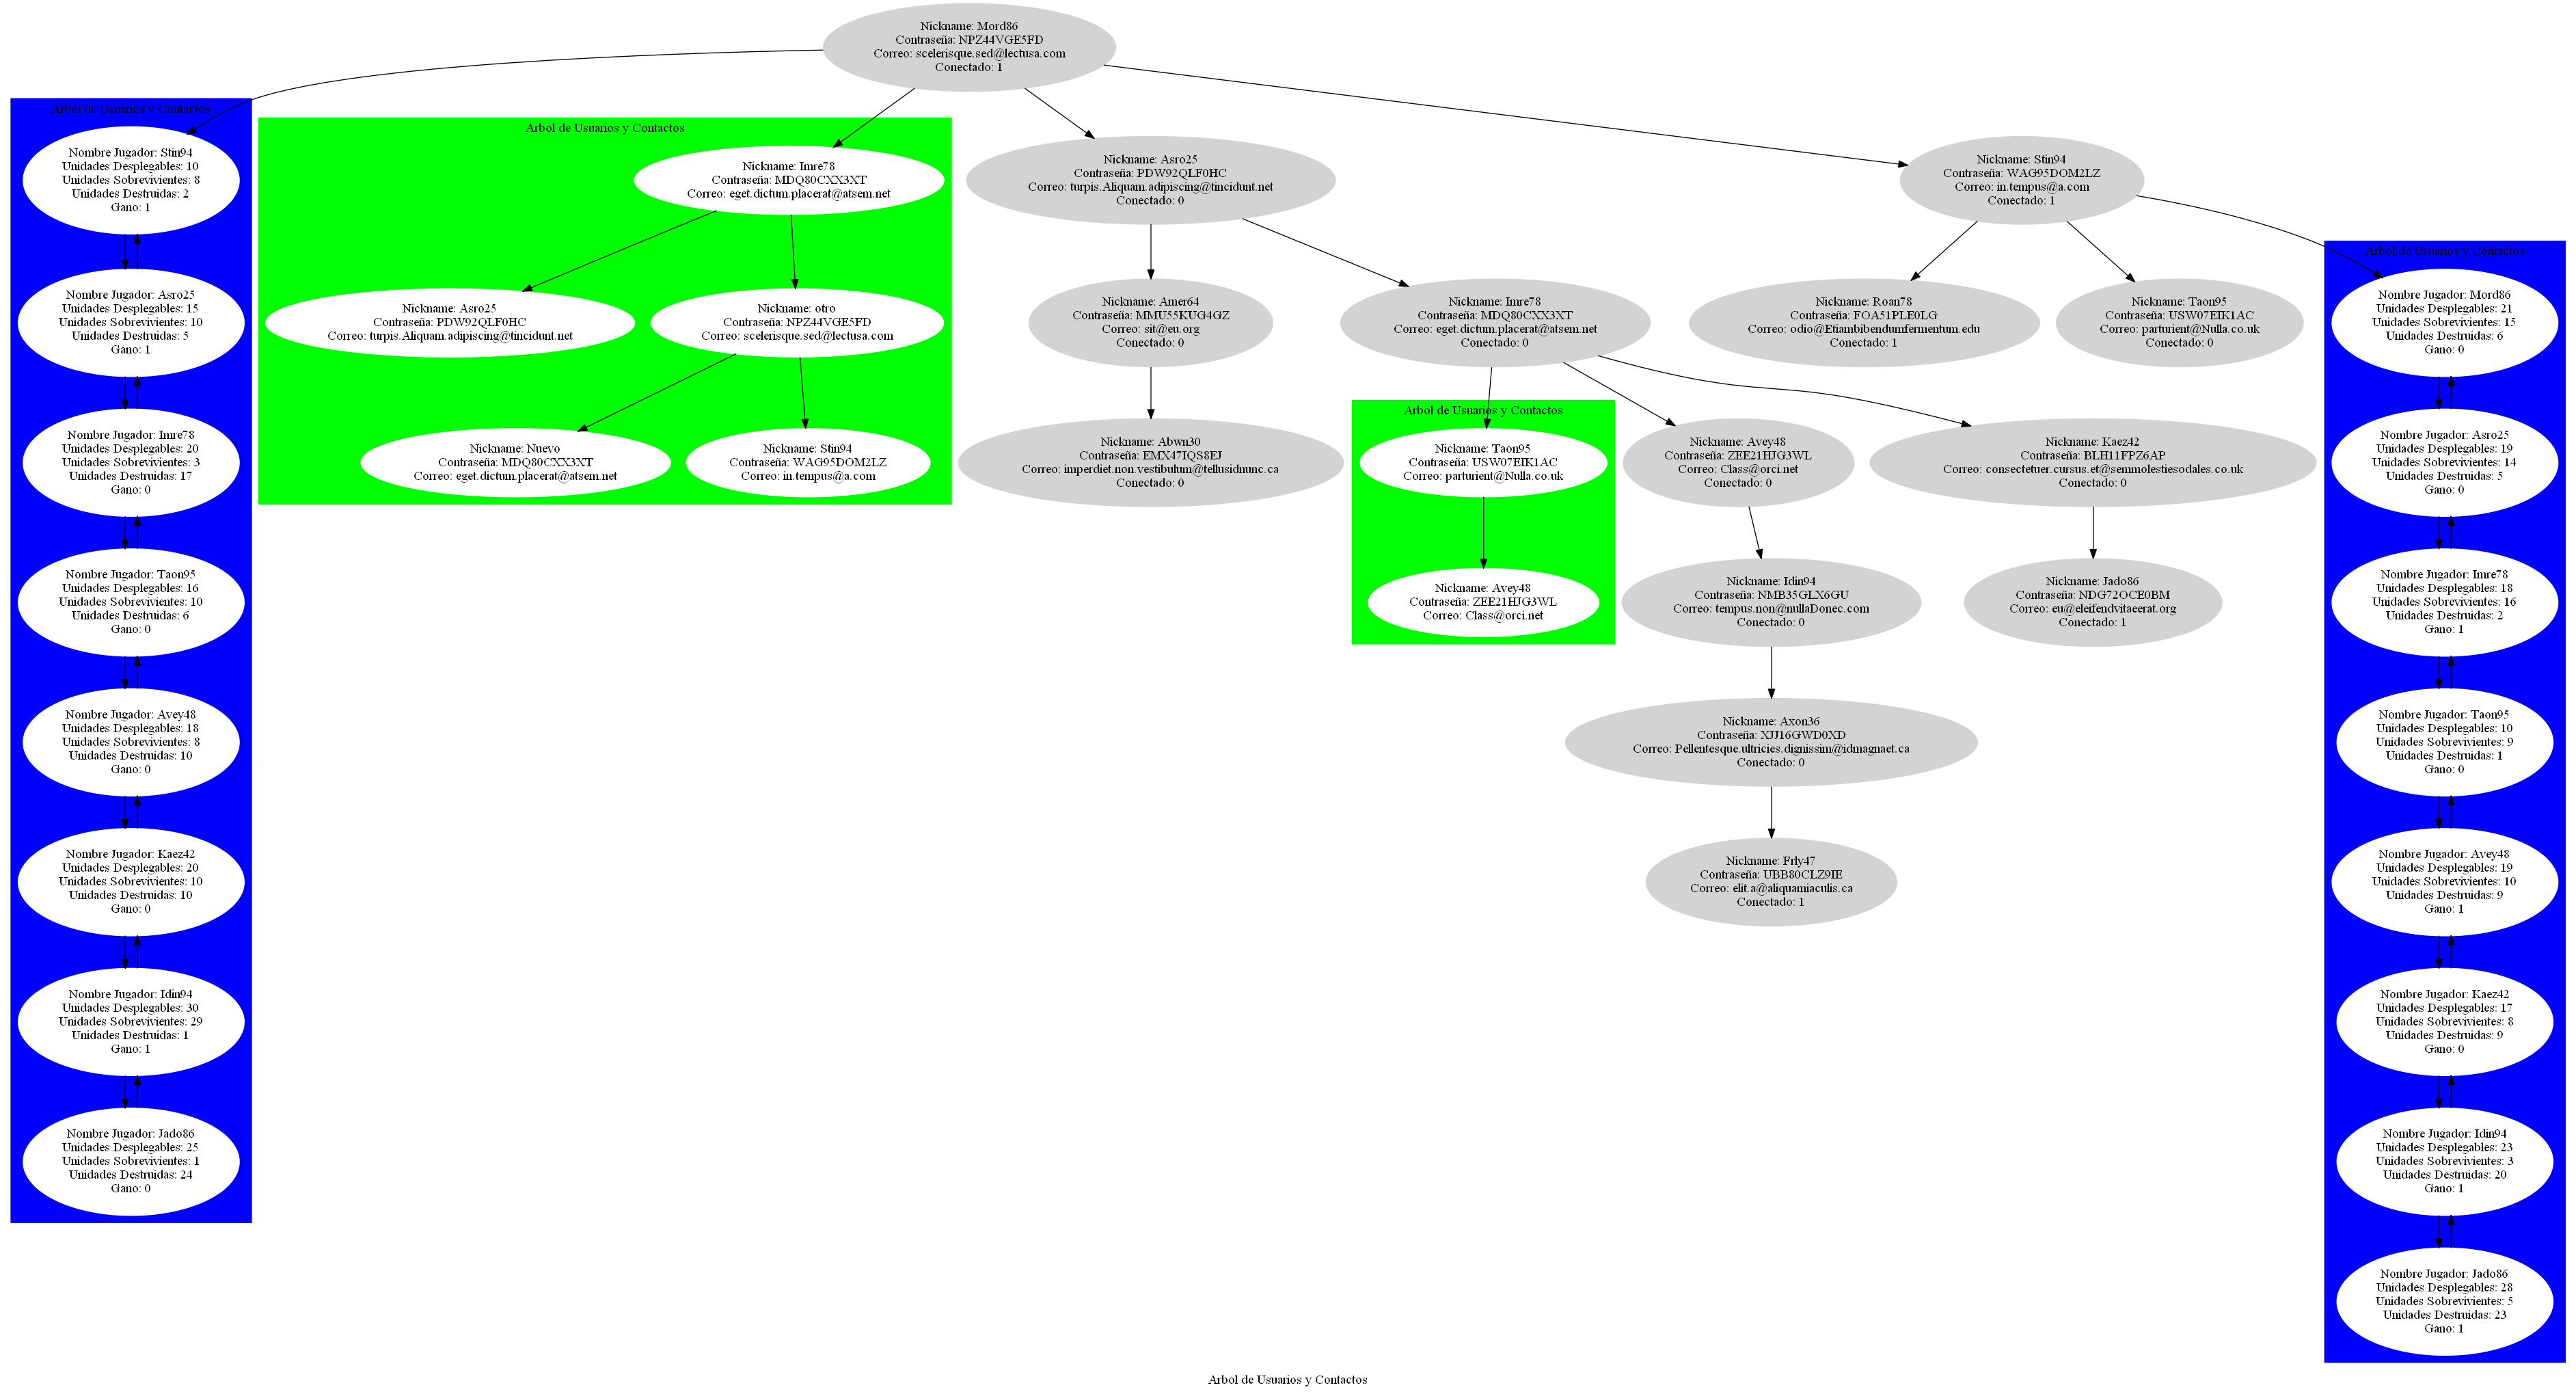 Nickname: Mord86
Contraseña: NPZ44VGE5FD
Correo: scelerisque.sed@lectusa.com
Conectado: 1
Arbol de Usuarios y Contactos
Nombre Jugador: Stin94
Unidades Desplegables: 10
Unidades Sobrevivientes: 8
Unidades Destruidas: 2
Gano: 1
Nombre Jugador: Asro25
Unidades Desplegables: 15
Unidades Sobrevivientes: 10
Unidades Destruidas: 5
Gano: 1
Nombre Jugador: Imre78
Unidades Desplegables: 20
Unidades Sobrevivientes: 3
Unidades Destruidas: 17
Gano: 0
Nombre Jugador: Taon95
Unidades Desplegables: 16
Unidades Sobrevivientes: 10
Unidades Destruidas: 6
Gano: 0
Nombre Jugador: Avey48
Unidades Desplegables: 18
Unidades Sobrevivientes: 8
Unidades Destruidas: 10
Gano: 0
Nombre Jugador: Kaez42
Unidades Desplegables: 20
Unidades Sobrevivientes: 10
Unidades Destruidas: 10
Gano: 0
Nombre Jugador: Idin94
Unidades Desplegables: 30
Unidades Sobrevivientes: 29
Unidades Destruidas: 1
Gano: 1
Nombre Jugador: Jado86
Unidades Desplegables: 25
Unidades Sobrevivientes: 1
Unidades Destruidas: 24
Gano: 0
Arbol de Usuarios y Contactos
Nickname: Imre78
Contraseña: MDQ80CXX3XT
Correo: eget.dictum.placerat@atsem.net
Nickname: Asro25
Contraseña: PDW92QLF0HC
Correo: turpis.Aliquam.adipiscing@tincidunt.net
Nickname: otro
Contraseña: NPZ44VGE5FD
Correo: scelerisque.sed@lectusa.com
Nickname: Nuevo
Contraseña: MDQ80CXX3XT
Correo: eget.dictum.placerat@atsem.net
Nickname: Stin94
Contraseña: WAG95DOM2LZ
Correo: in.tempus@a.com
Nickname: Asro25
Contraseña: PDW92QLF0HC
Correo: turpis.Aliquam.adipiscing@tincidunt.net
Conectado: 0
Nickname: Amer64
Contraseña: MMU55KUG4GZ
Correo: sit@eu.org
Conectado: 0
Nickname: Abwn30
Contraseña: EMX47IQS8EJ
Correo: imperdiet.non.vestibulum@tellusidnunc.ca
Conectado: 0
Nickname: Imre78
Contraseña: MDQ80CXX3XT
Correo: eget.dictum.placerat@atsem.net
Conectado: 0
Arbol de Usuarios y Contactos
Nickname: Taon95
Contraseña: USW07EIK1AC
Correo: parturient@Nulla.co.uk
Nickname: Avey48
Contraseña: ZEE21HJG3WL
Correo: Class@orci.net
Nickname: Avey48
Contraseña: ZEE21HJG3WL
Correo: Class@orci.net
Conectado: 0
Nickname: Idin94
Contraseña: NMB35GLX6GU
Correo: tempus.non@nullaDonec.com
Conectado: 0
Nickname: Axon36
Contraseña: XJJ16GWD0XD
Correo: Pellentesque.ultricies.dignissim@idmagnaet.ca
Conectado: 0
Nickname: Frly47
Contraseña: UBB80CLZ9IE
Correo: elit.a@aliquamiaculis.ca
Conectado: 1
Nickname: Kaez42
Contraseña: BLH11FPZ6AP
Correo: consectetuer.cursus.et@semmolestiesodales.co.uk
Conectado: 0
Nickname: Jado86
Contraseña: NDG72OCE0BM
Correo: eu@eleifendvitaeerat.org
Conectado: 1
Nickname: Stin94
Contraseña: WAG95DOM2LZ
Correo: in.tempus@a.com
Conectado: 1
Nickname: Roan78
Contraseña: FOA51PLE0LG
Correo: odio@Etiambibendumfermentum.edu
Conectado: 1
Nickname: Taon95
Contraseña: USW07EIK1AC
Correo: parturient@Nulla.co.uk
Conectado: 0
Arbol de Usuarios y Contactos
Nombre Jugador: Mord86
Unidades Desplegables: 21
Unidades Sobrevivientes: 15
Unidades Destruidas: 6
Gano: 0
Nombre Jugador: Asro25
Unidades Desplegables: 19
Unidades Sobrevivientes: 14
Unidades Destruidas: 5
Gano: 0
Nombre Jugador: Imre78
Unidades Desplegables: 18
Unidades Sobrevivientes: 16
Unidades Destruidas: 2
Gano: 1
Nombre Jugador: Taon95
Unidades Desplegables: 10
Unidades Sobrevivientes: 9
Unidades Destruidas: 1
Gano: 0
Nombre Jugador: Avey48
Unidades Desplegables: 19
Unidades Sobrevivientes: 10
Unidades Destruidas: 9
Gano: 1
Nombre Jugador: Kaez42
Unidades Desplegables: 17
Unidades Sobrevivientes: 8
Unidades Destruidas: 9
Gano: 0
Nombre Jugador: Idin94
Unidades Desplegables: 23
Unidades Sobrevivientes: 3
Unidades Destruidas: 20
Gano: 1
Nombre Jugador: Jado86
Unidades Desplegables: 28
Unidades Sobrevivientes: 5
Unidades Destruidas: 23
Gano: 1
Arbol de Usuarios y Contactos